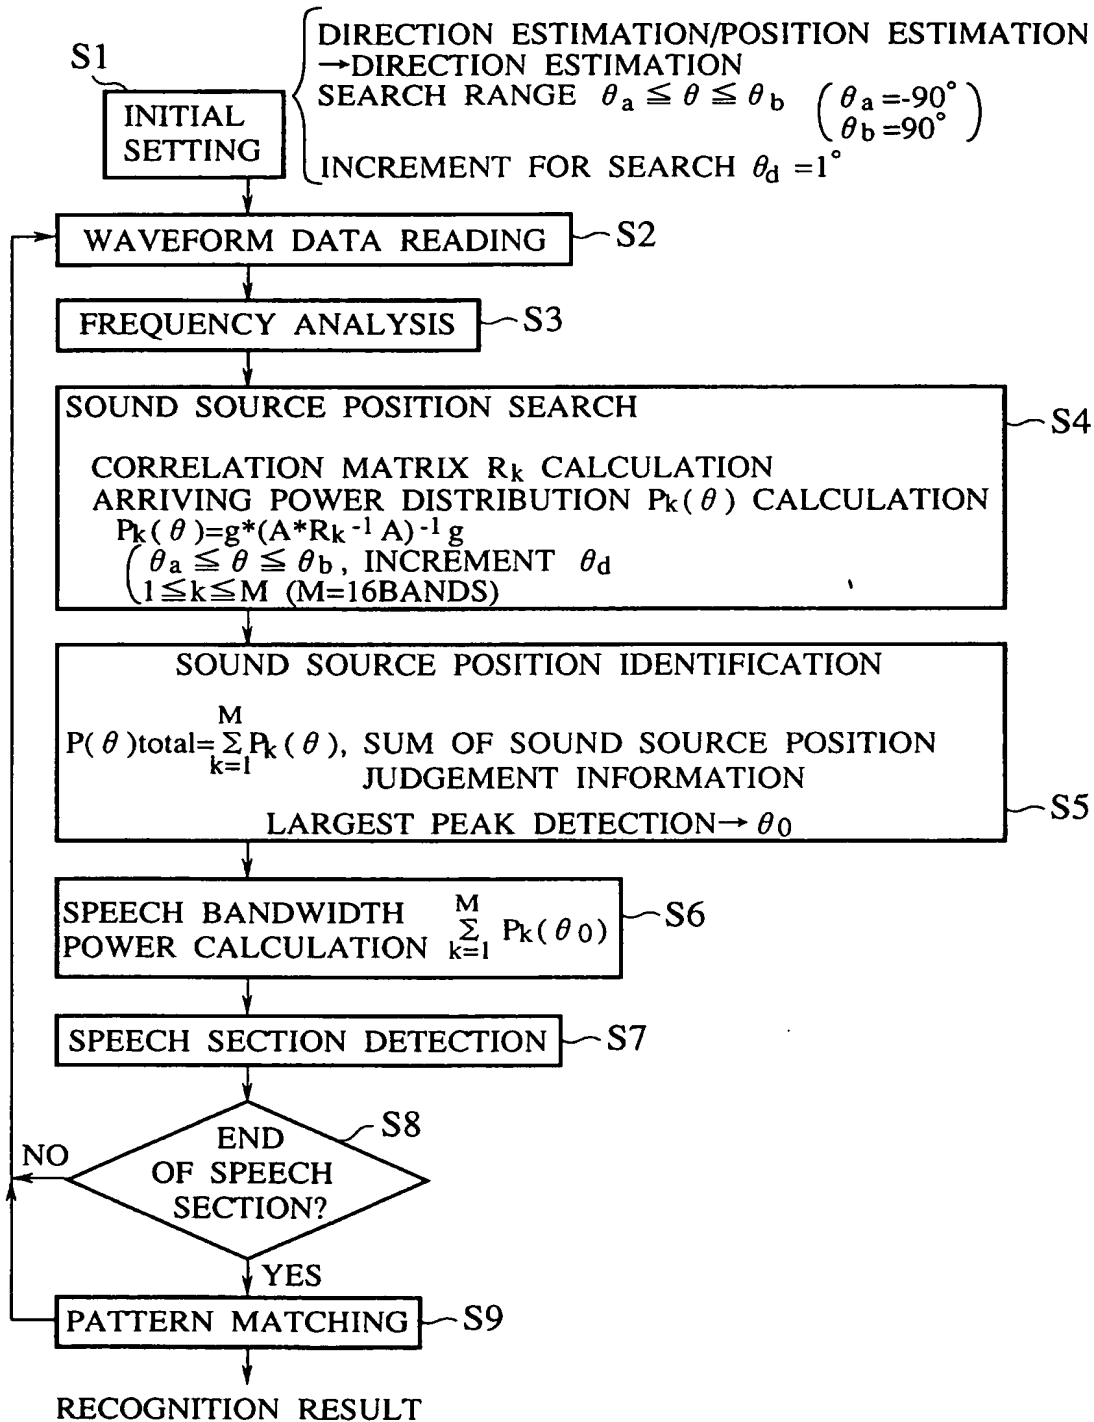 S1
INITIAL
SETTING
DIRECTION ESTIMATION/POSITION ESTIMATION
→DIRECTION ESTIMATION
SEARCH RANGE θa ≦ θ ≦ θb (θa =-90°
θb =90°)
INCREMENT FOR SEARCH θd =1°
WAVEFORM DATA READING S2
FREQUENCY ANALYSIS S3
SOUND SOURCE POSITION SEARCH S4
CORRELATION MATRIX Rk CALCULATION
ARRIVING POWER DISTRIBUTION Pk(θ) CALCULATION
Pk(θ)=g*(A*Rk⁻¹ A)⁻¹ g
(θa ≦ θ ≦ θb, INCREMENT θd
1≦k≦M (M=16BANDS)
SOUND SOURCE POSITION IDENTIFICATION
M
P(θ)total=ΣPk(θ), SUM OF SOUND SOURCE POSITION
k=1 JUDGEMENT INFORMATION
LARGEST PEAK DETECTION→ θ0 S5
SPEECH BANDWIDTH M
POWER CALCULATION Σ Pk(θ0) S6
k=1
SPEECH SECTION DETECTION S7
S8
END
OF SPEECH
SECTION?
NO
YES
PATTERN MATCHING S9
RECOGNITION RESULT